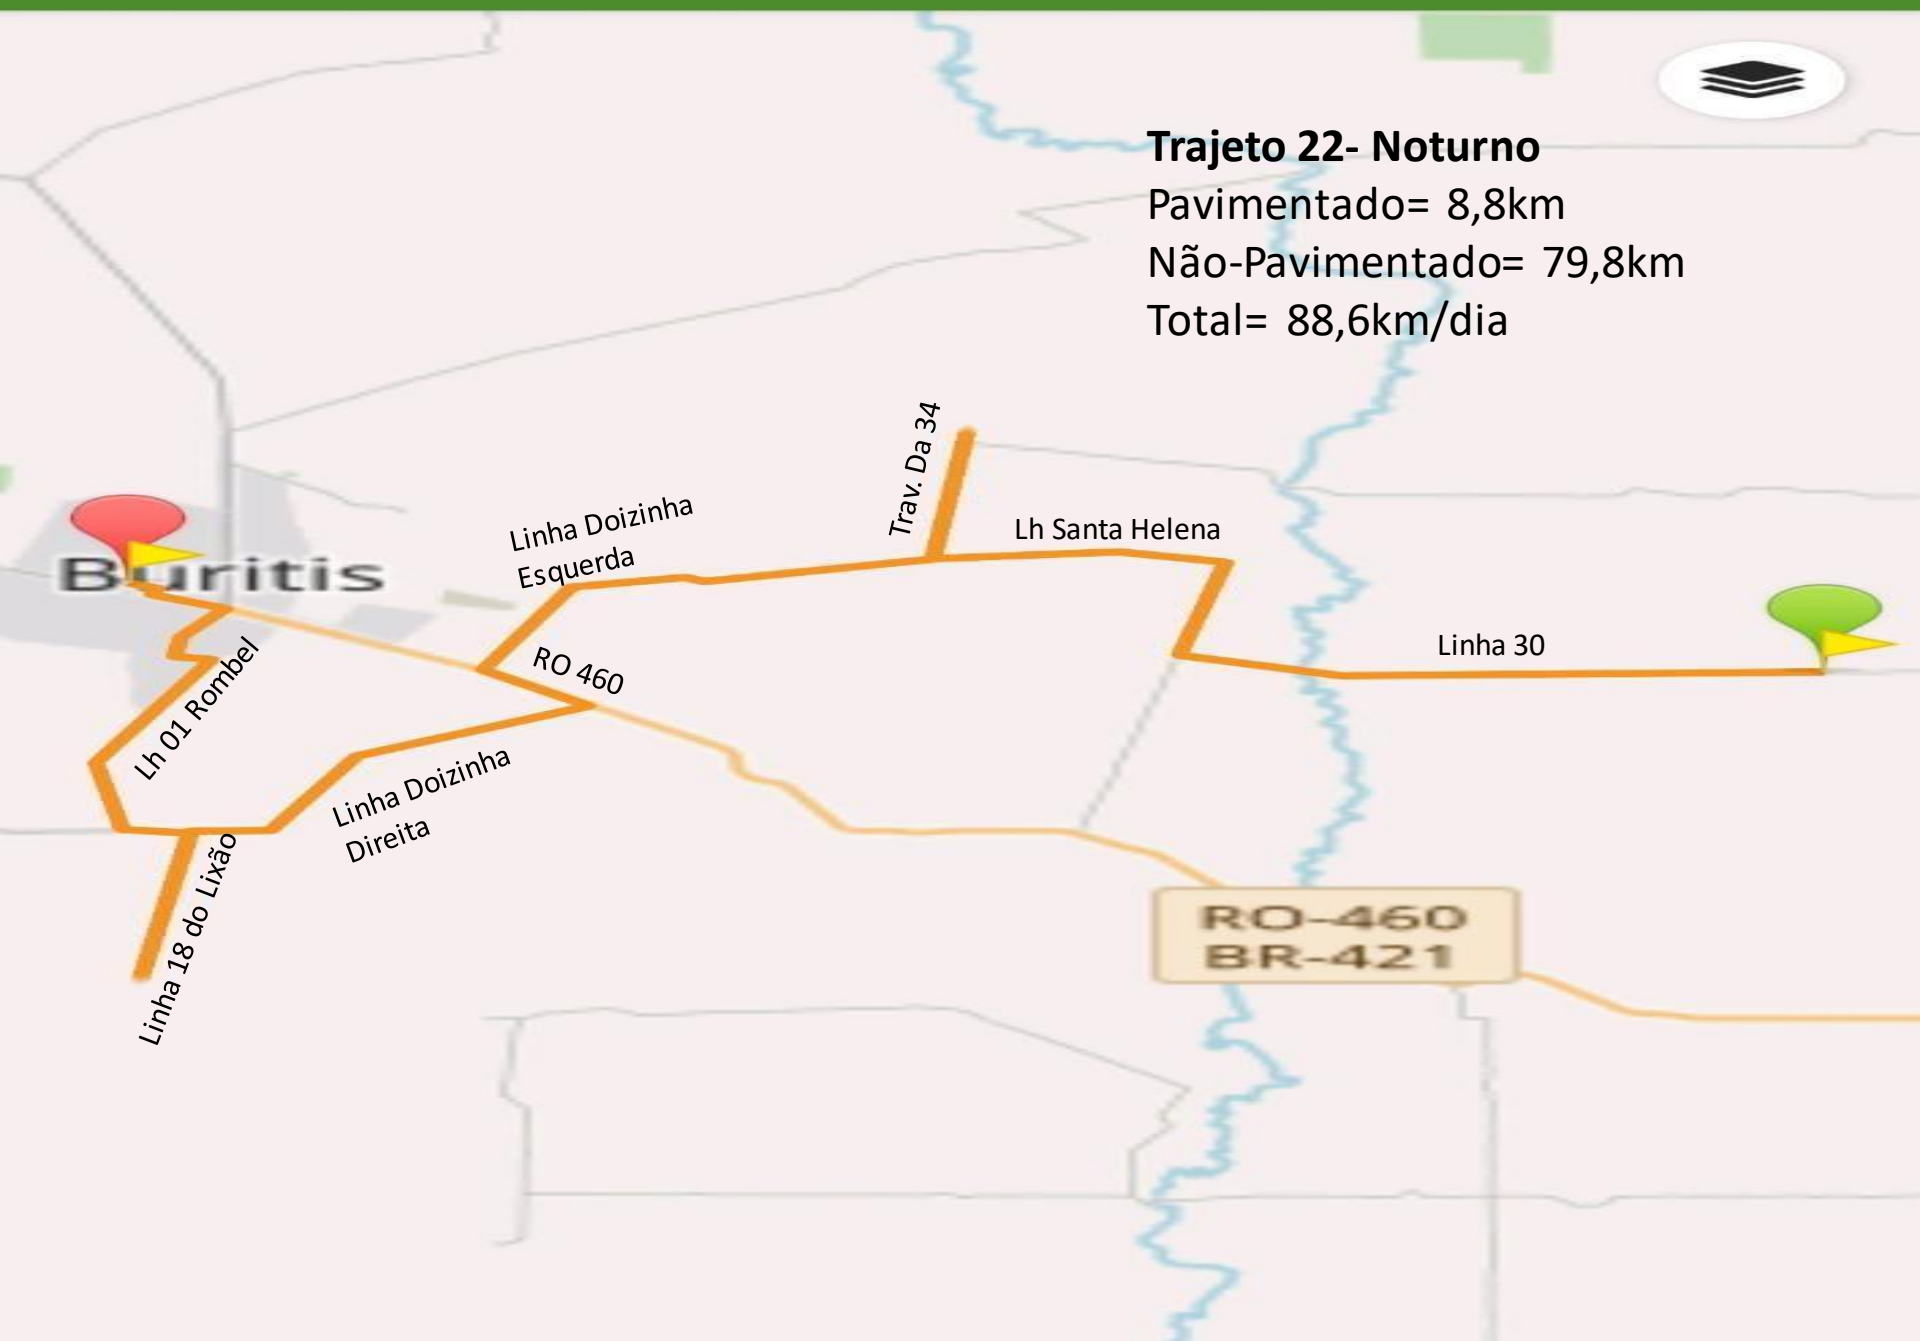 Trajeto 22- Noturno
Pavimentado= 8,8km
Não-Pavimentado= 79,8km
Total= 88,6km/dia
Trav. Da 34
Linha Doizinha
Esquerda
Lh Santa Helena
Buritis
RO 460
Linha 30
Lh 01 Rombel
Linha Doizinha
Direita
Linha 18 do Lixão
RO-460
BR-421